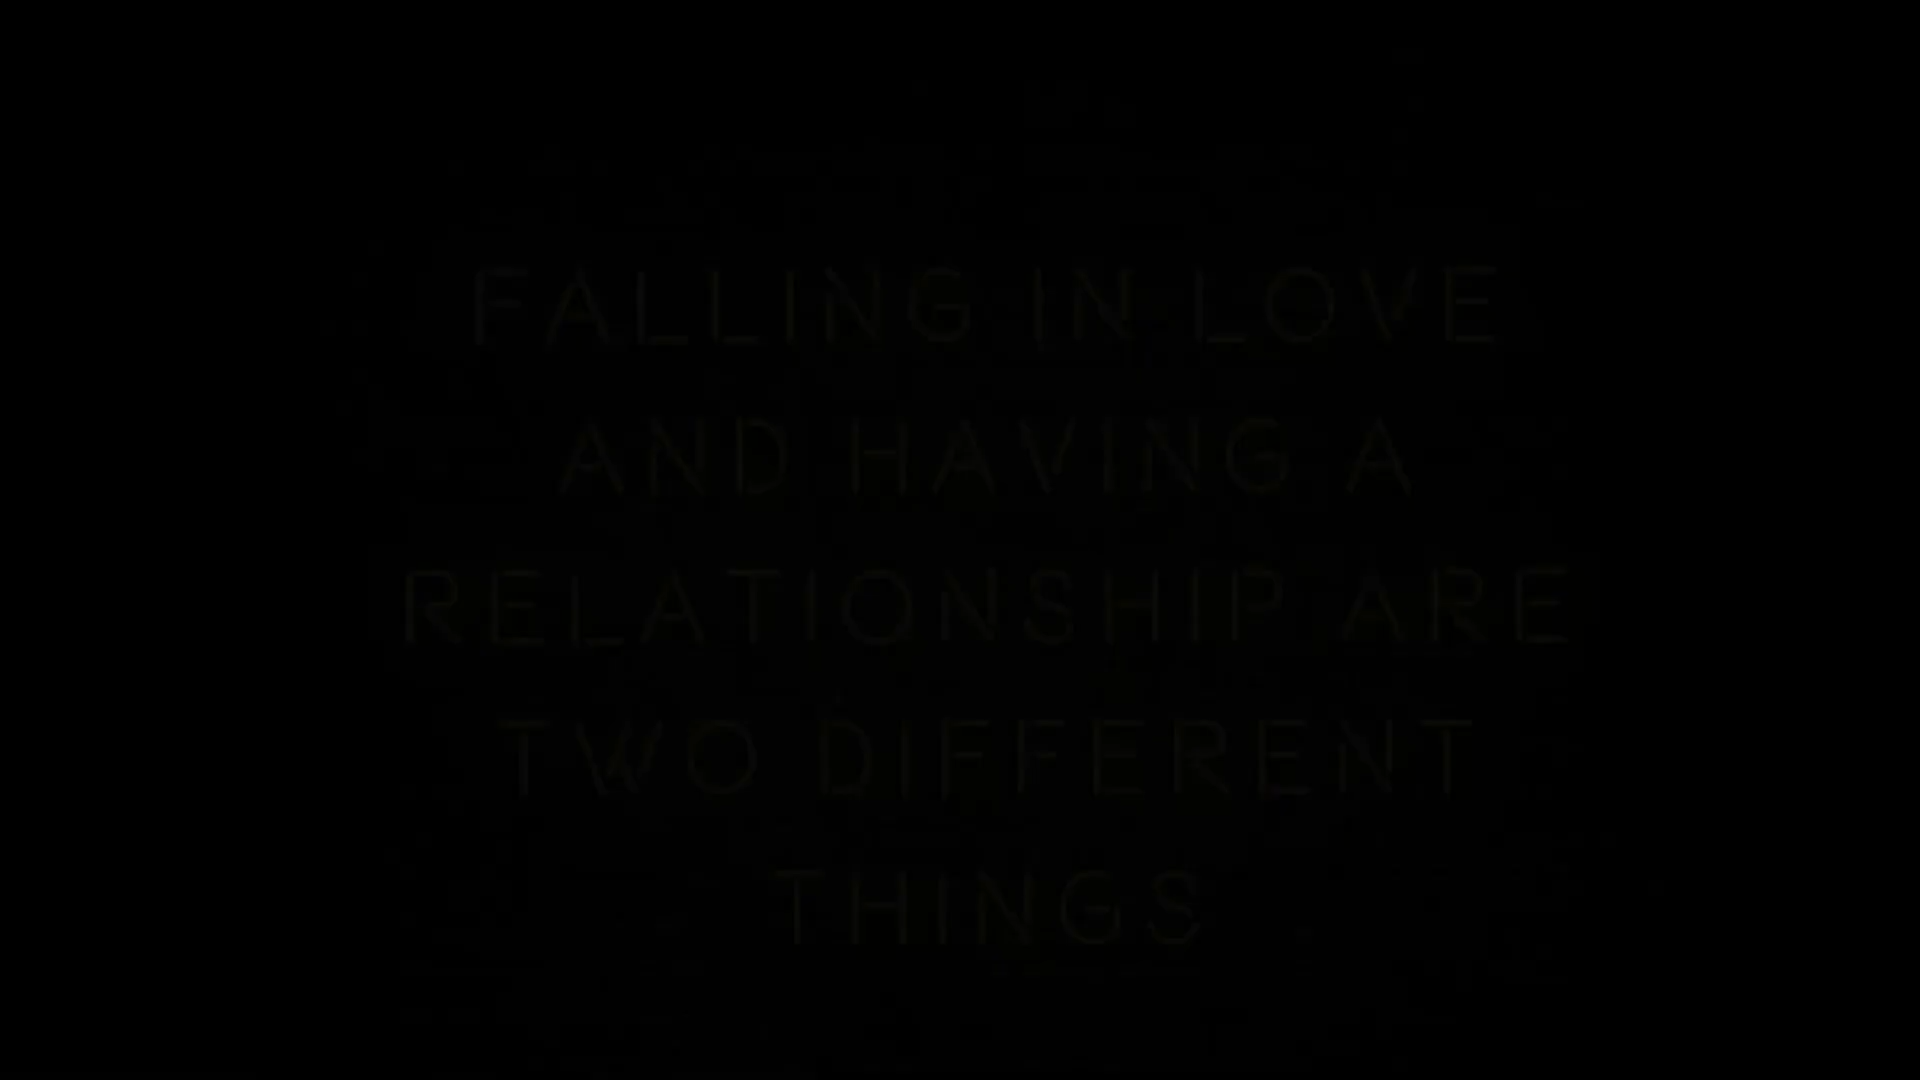 FALLING IN LOVE
AND HAVING A
RELATIONSHIP ARE
TWO DIFFERENT
THINGS